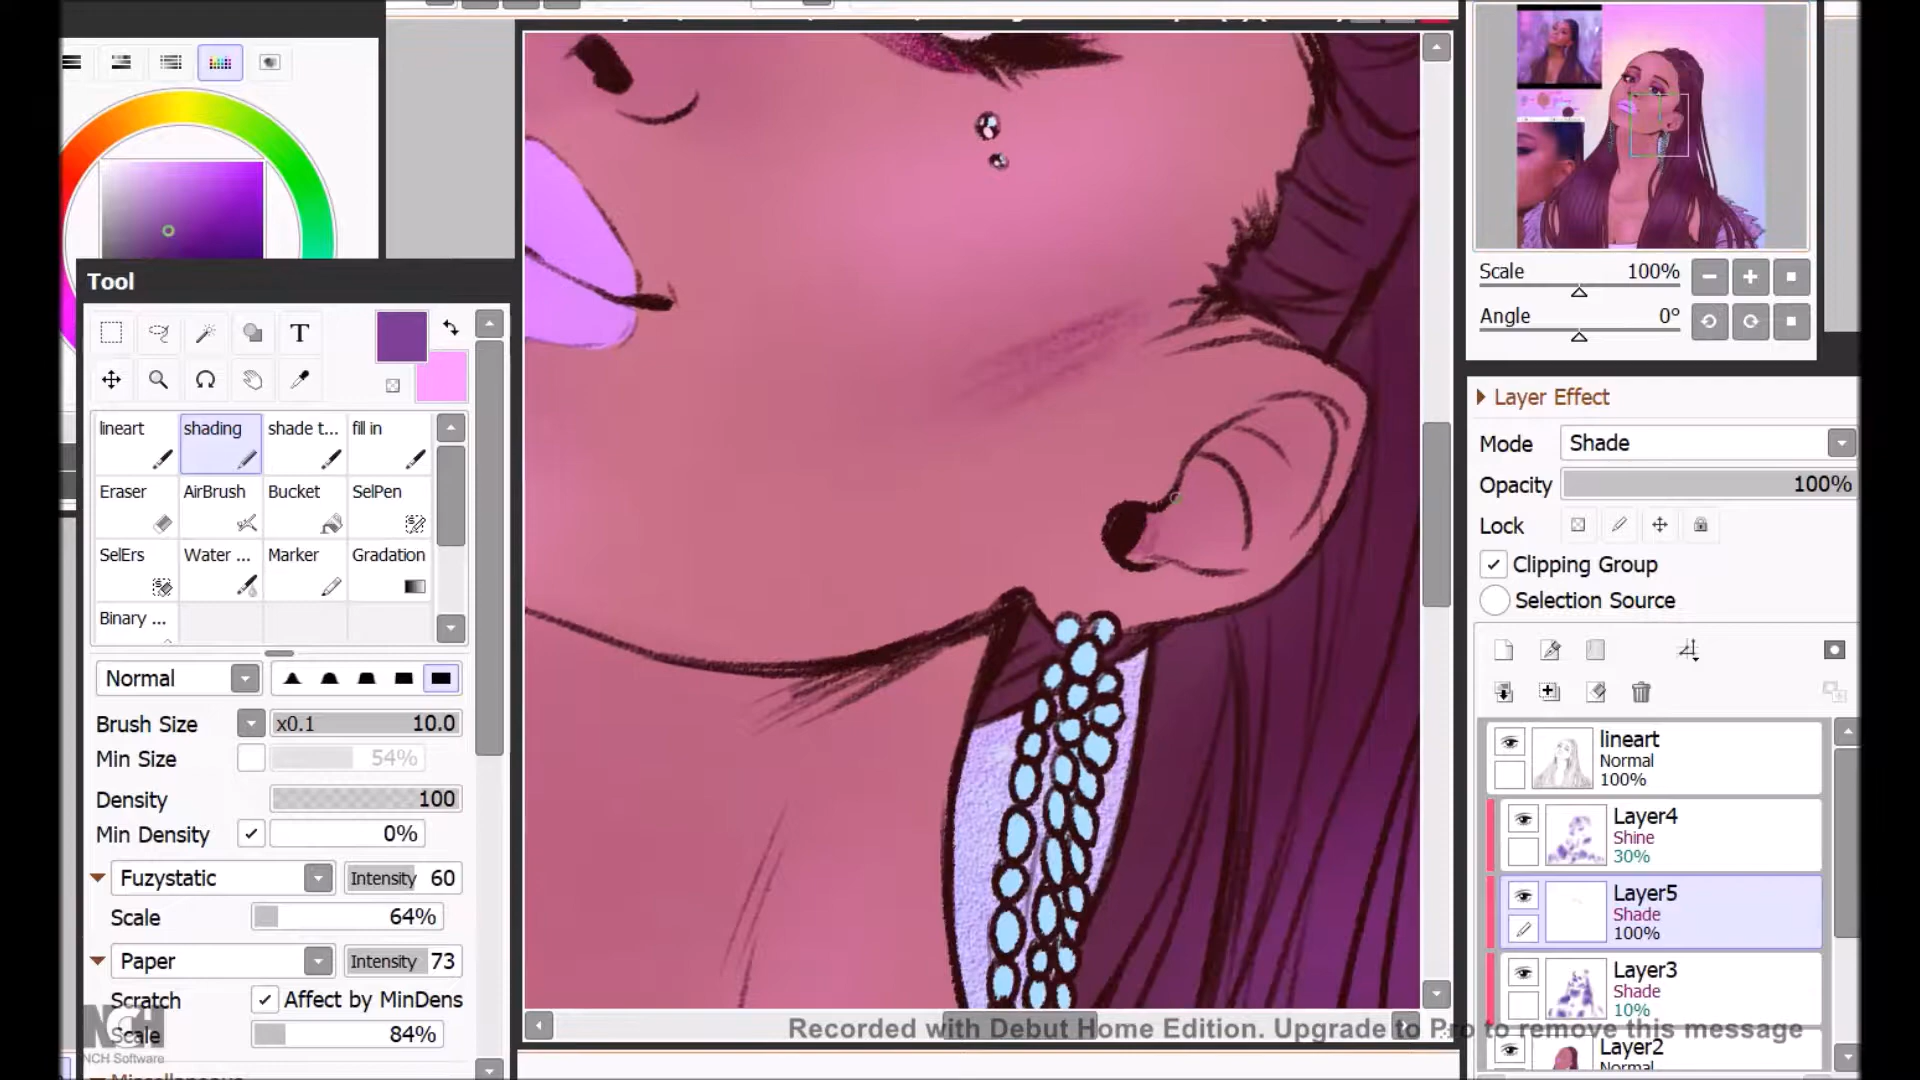 Tool
T
lineart
shading
shade t...
fill in
Eraser
AirBrush
Bucket
SelPen
SelErs
Water ...
Marker
Gradation
Binary ...
Normal
Brush Size x0.1 10.0
Min Size 54%
Density 100
Min Density 0%
Fuzystatic Intensity 60
Scale 64%
Paper Intensity 73
Scratch Affect by MinDens
Scale 84%
NCH
NCH Software
Scale 100%
Angle 0°
Layer Effect
Mode Shade
Opacity 100%
Lock
Clipping Group
Selection Source
lineart
Normal
100%
Layer4
Shine
30%
Layer5
Shade
100%
Layer3
Shade
10%
Layer2
Normal
Recorded with Debut Home Edition. Upgrade to Pro to remove this message